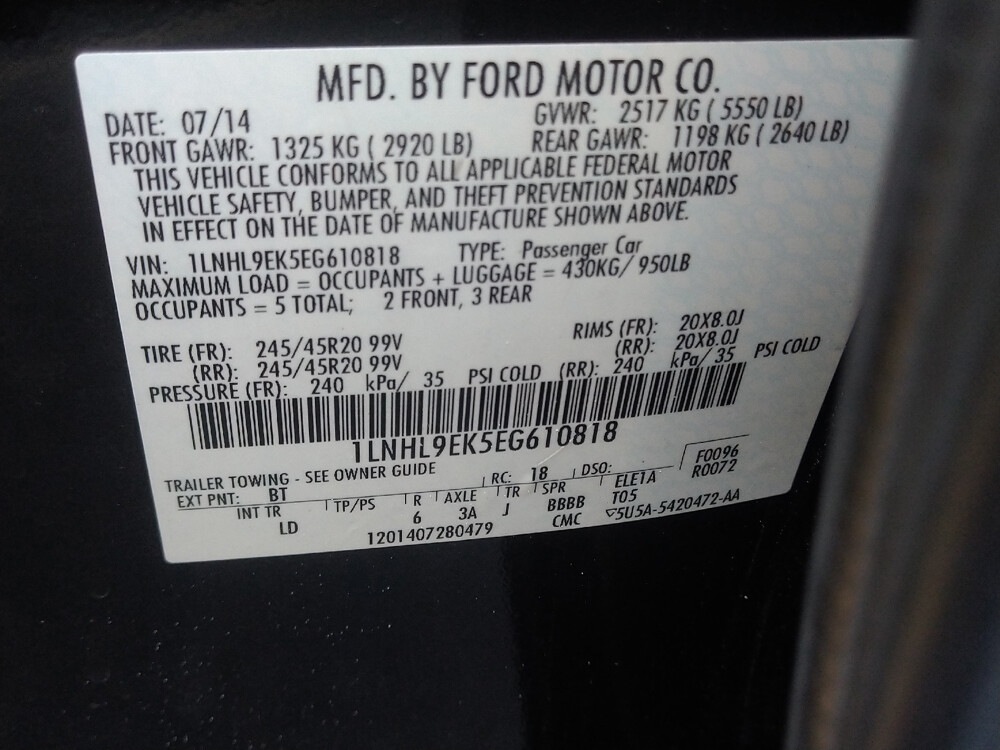 MFD. BY FORD MOTOR CO.
DATE: 07/14 GVWR: 2517 KG ( 5550 LB)
FRONT GAWR: 1325 KG ( 2920 LB) REAR GAWR: 1198 KG ( 2640 LB)
THIS VEHICLE CONFORMS TO ALL APPLICABLE FEDERAL MOTOR
VEHICLE SAFETY, BUMPER, AND THEFT PREVENTION STANDARDS
IN EFFECT ON THE DATE OF MANUFACTURE SHOWN ABOVE.
VIN: 1LNHL9EK5EG610818 TYPE: Passenger Car
MAXIMUM LOAD = OCCUPANTS + LUGGAGE = 430KG/ 950LB
OCCUPANTS = 5 TOTAL; 2 FRONT, 3 REAR
TIRE (FR): 245/45R20 99V RIMS (FR): 20X8.0J
(RR): 245/45R20 99V (RR): 20X8.0J
PRESSURE (FR): 240 kPa/ 35 PSI COLD (RR): 240 kPa/ 35 PSI COLD
1LNHL9EK5EG610818
F0096
TRAILER TOWING - SEE OWNER GUIDE R0072
EXT PNT: BT RC: 18 DSO: ELE1A
INT TR TP/PS R AXLE TR SPR T05
LD 6 3A J BBBB 5U5A-5420472-AA
1201407280479 CMC